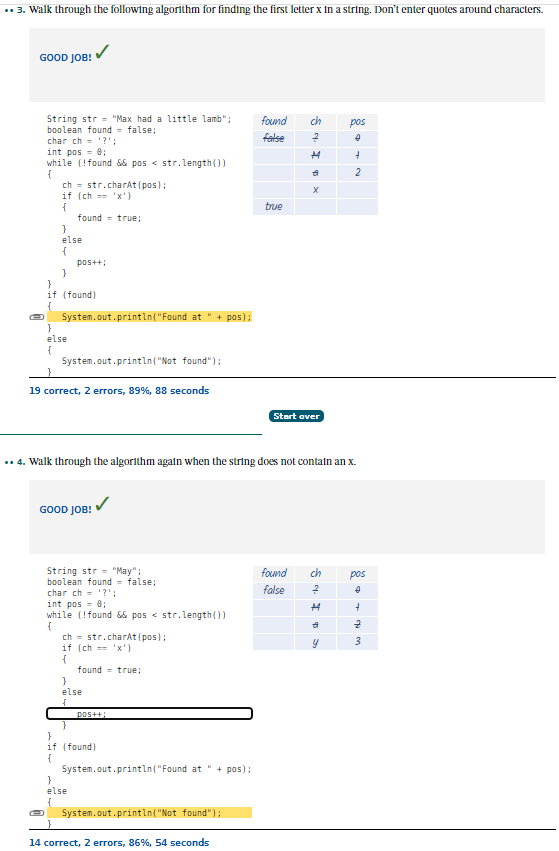 •• 3. Walk through the following algorithm for finding the first letter x in a string. Don't enter quotes around characters.
GOOD JOB! ✓
String str = "Max had a little lamb";
boolean found = false;
char ch = '?';
int pos = 0;
while (!found && pos < str.length())
{
ch = str.charAt(pos);
if (ch == 'x')
{
found = true;
}
else
{
pos++;
}
}
if (found)
{
System.out.println("Found at " + pos);
}
else
{
System.out.println("Not found");
}
found ch pos
false ? 0
M 1
a 2
x
true
19 correct, 2 errors, 89%, 88 seconds
Start over
•• 4. Walk through the algorithm again when the string does not contain an x.
GOOD JOB! ✓
String str = "May";
boolean found = false;
char ch = '?';
int pos = 0;
while (!found && pos < str.length())
{
ch = str.charAt(pos);
if (ch == 'x')
{
found = true;
}
else
{
pos++;
}
}
if (found)
{
System.out.println("Found at " + pos);
}
else
{
System.out.println("Not found");
}
found ch pos
false ? 0
M 1
a 2
y 3
14 correct, 2 errors, 86%, 54 seconds